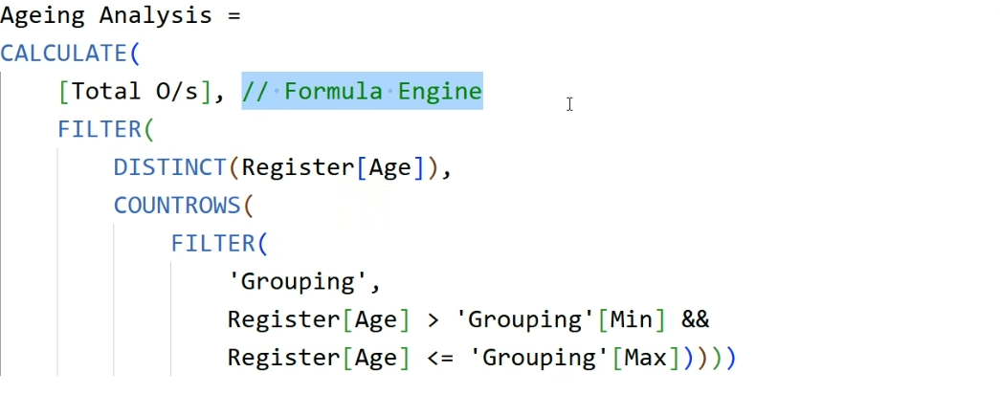 Ageing Analysis =
CALCULATE(
[Total O/s], // Formula Engine
FILTER(
DISTINCT(Register[Age]),
COUNTROWS(
FILTER(
'Grouping',
Register[Age] > 'Grouping'[Min] &&
Register[Age] <= 'Grouping'[Max]))))